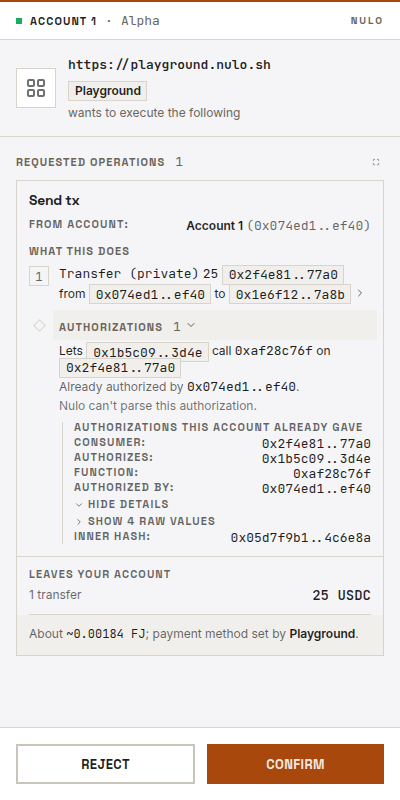 ACCOUNT 1 · Alpha NULO
https://playground.nulo.sh
Playground
wants to execute the following
REQUESTED OPERATIONS 1
Send tx
FROM ACCOUNT: Account 1 (0x074ed1..ef40)
WHAT THIS DOES
1 Transfer (private) 25 0x2f4e81..77a0
from 0x074ed1..ef40 to 0x1e6f12..7a8b
AUTHORIZATIONS 1
Lets 0x1b5c09..3d4e call 0xaf28c76f on
0x2f4e81..77a0
Already authorized by 0x074ed1..ef40.
Nulo can't parse this authorization.
AUTHORIZATIONS THIS ACCOUNT ALREADY GAVE
CONSUMER: 0x2f4e81..77a0
AUTHORIZES: 0x1b5c09..3d4e
FUNCTION: 0xaf28c76f
AUTHORIZED BY: 0x074ed1..ef40
HIDE DETAILS
SHOW 4 RAW VALUES
INNER HASH: 0x05d7f9b1..4c6e8a
LEAVES YOUR ACCOUNT
1 transfer 25 USDC
About ~0.00184 FJ; payment method set by Playground.
REJECT CONFIRM